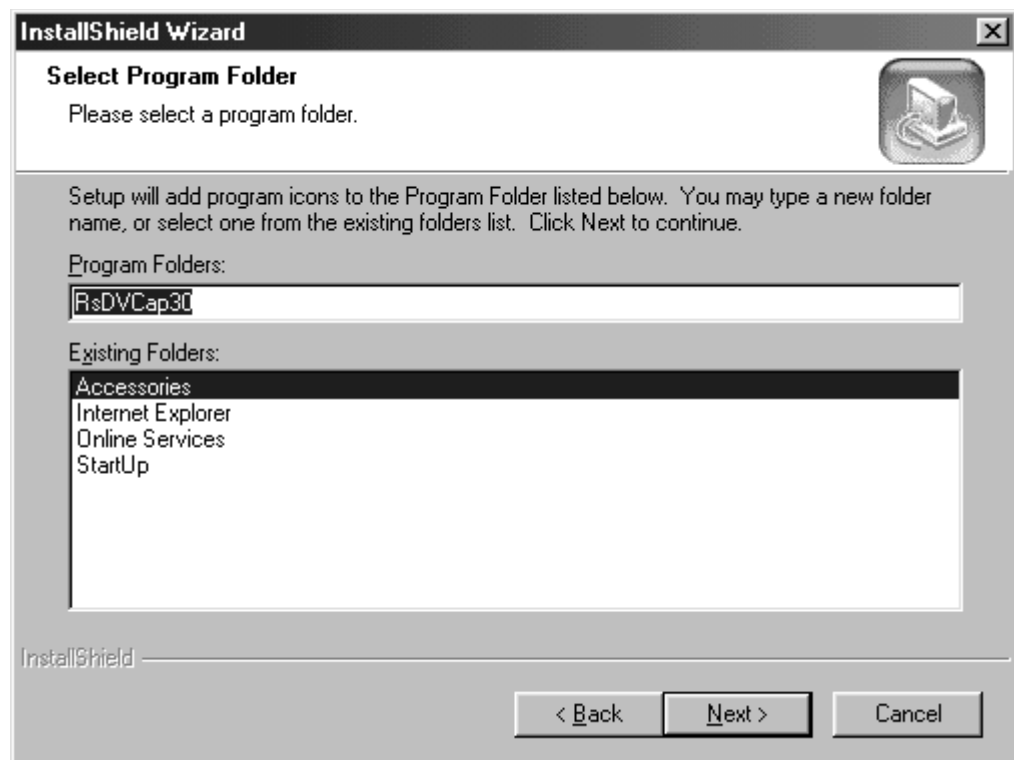 InstallShield Wizard
Select Program Folder
Please select a program folder.
Setup will add program icons to the Program Folder listed below. You may type a new folder
name, or select one from the existing folders list. Click Next to continue.
Program Folders:
RsDVCap30
Existing Folders:
Accessories
Internet Explorer
Online Services
StartUp
InstallShield
< Back Next > Cancel